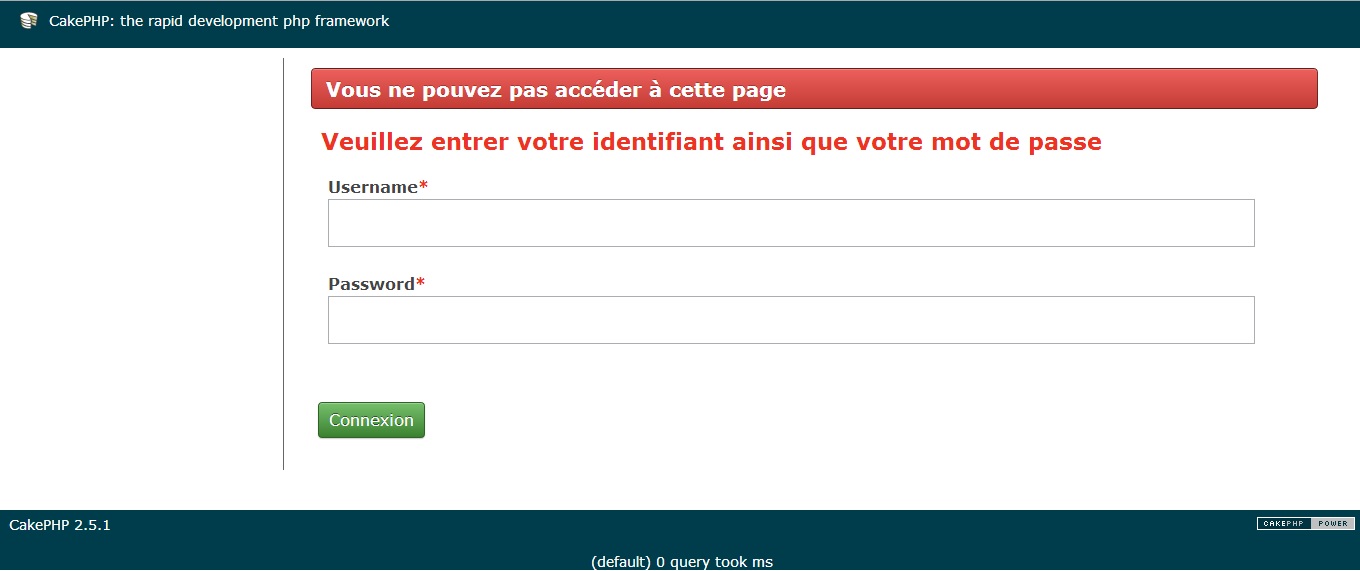 CakePHP: the rapid development php framework
Vous ne pouvez pas accéder à cette page
Veuillez entrer votre identifiant ainsi que votre mot de passe
Username*
Password*
Connexion
CakePHP 2.5.1
CAKEPHP POWER
(default) 0 query took ms